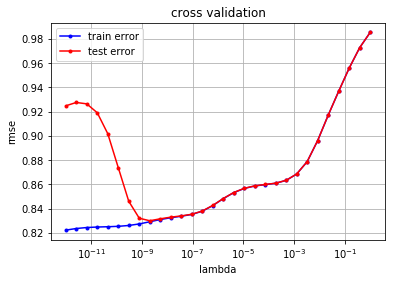 cross validation
train error
test error
rmse
0.98
0.96
0.94
0.92
0.90
0.88
0.86
0.84
0.82
10⁻¹¹ 10⁻⁹ 10⁻⁷ 10⁻⁵ 10⁻³ 10⁻¹
lambda